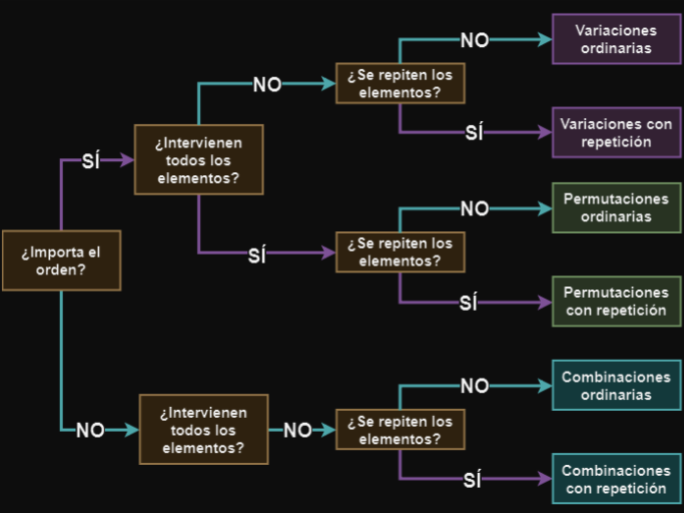 ¿Importa el
orden?
SÍ
NO
¿Intervienen
todos los
elementos?
NO
SÍ
¿Se repiten los
elementos?
NO
Variaciones
ordinarias
SÍ
Variaciones con
repetición
¿Se repiten los
elementos?
NO
Permutaciones
ordinarias
SÍ
Permutaciones
con repetición
¿Intervienen
todos los
elementos?
NO
¿Se repiten los
elementos?
NO
Combinaciones
ordinarias
SÍ
Combinaciones
con repetición